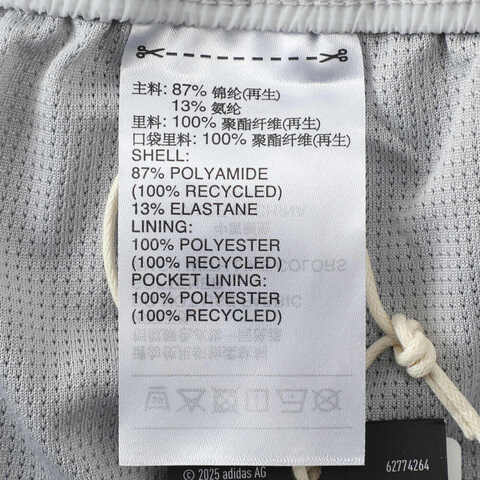 主料: 87% 锦纶(再生)
13% 氨纶
里料: 100% 聚酯纤维(再生)
口袋里料: 100% 聚酯纤维(再生)
SHELL:
87% POLYAMIDE
(100% RECYCLED)
13% ELASTANE
LINING:
100% POLYESTER
(100% RECYCLED)
POCKET LINING:
100% POLYESTER
(100% RECYCLED)
62774264
© 2025 adidas AG